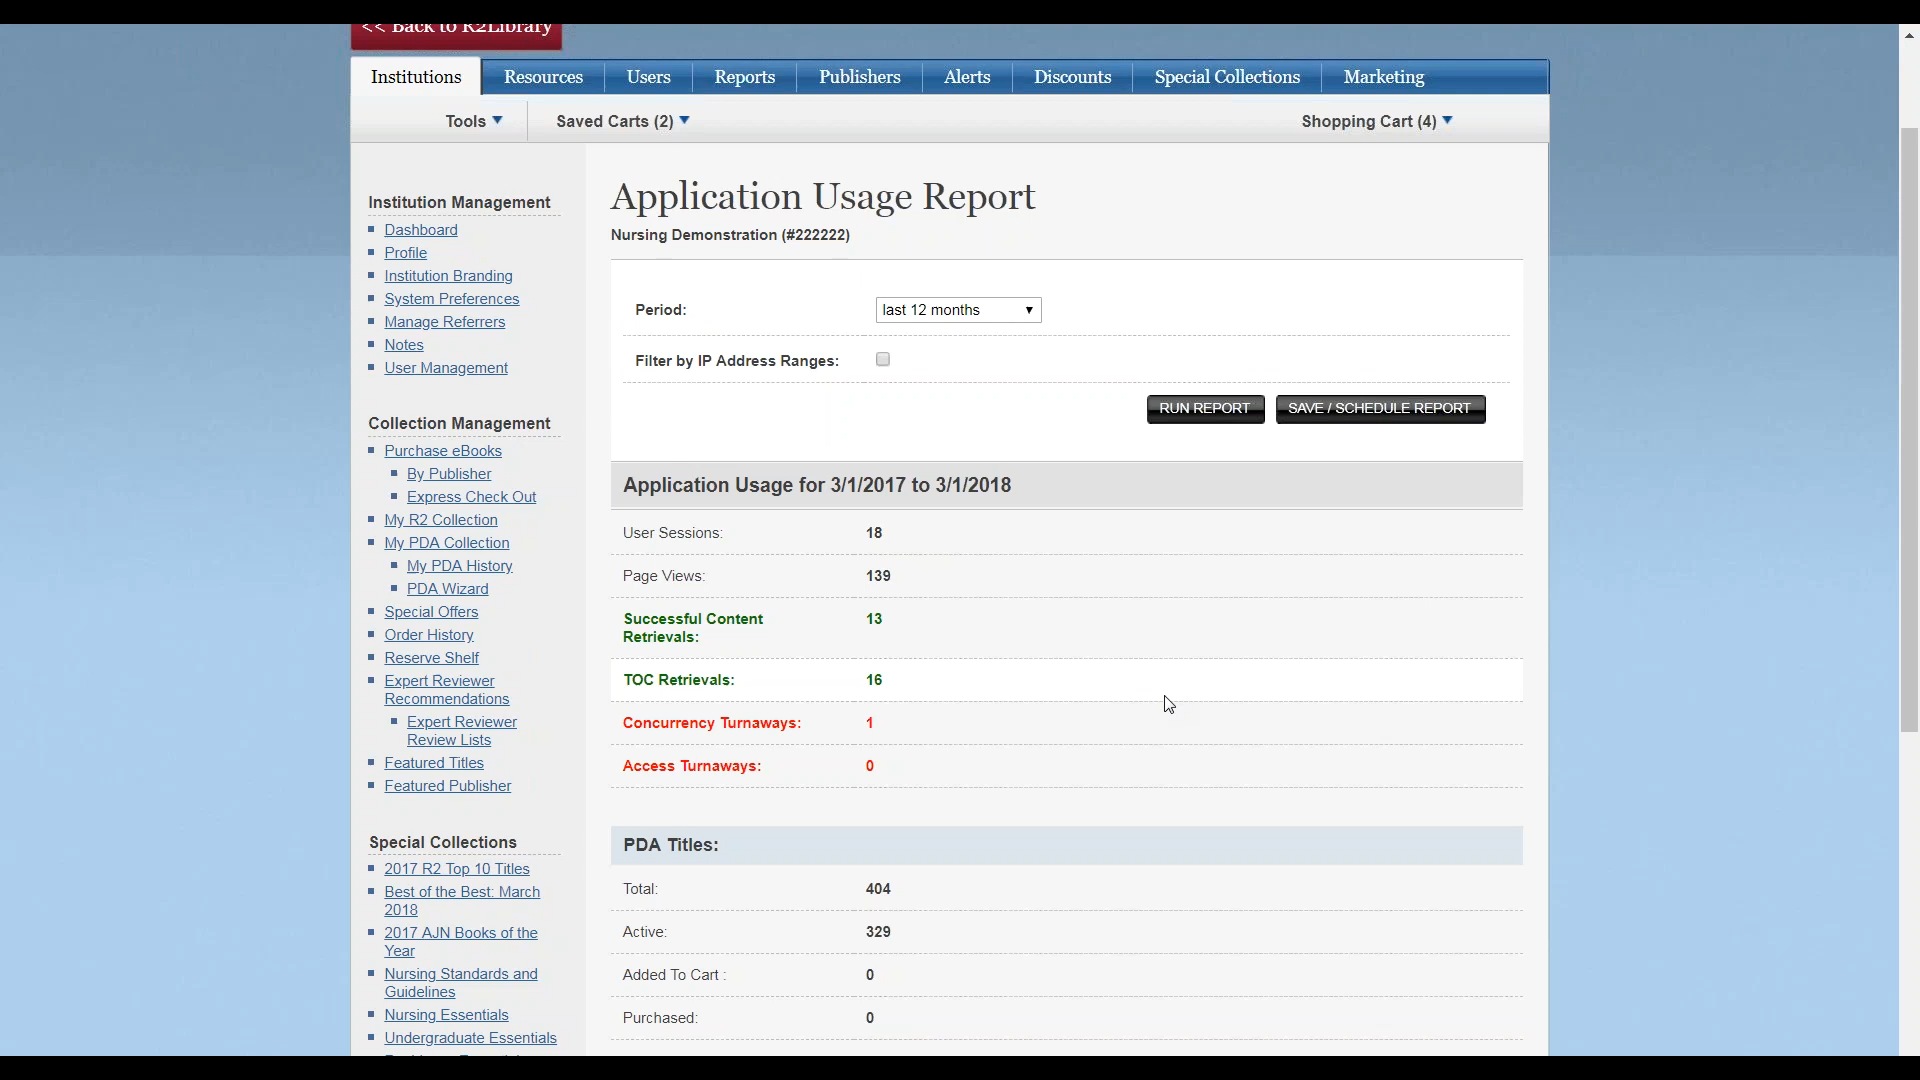 << Back to R2Library
Institutions Resources Users Reports Publishers Alerts Discounts Special Collections Marketing
Tools Saved Carts (2) Shopping Cart (4)
Institution Management
Dashboard
Profile
Institution Branding
System Preferences
Manage Referrers
Notes
User Management
Collection Management
Purchase eBooks
By Publisher
Express Check Out
My R2 Collection
My PDA Collection
My PDA History
PDA Wizard
Special Offers
Order History
Reserve Shelf
Expert Reviewer
Recommendations
Expert Reviewer
Review Lists
Featured Titles
Featured Publisher
Special Collections
2017 R2 Top 10 Titles
Best of the Best: March
2018
2017 AJN Books of the
Year
Nursing Standards and
Guidelines
Nursing Essentials
Undergraduate Essentials
Application Usage Report
Nursing Demonstration (#222222)
Period: last 12 months
Filter by IP Address Ranges:
RUN REPORT SAVE / SCHEDULE REPORT
Application Usage for 3/1/2017 to 3/1/2018
User Sessions: 18
Page Views: 139
Successful Content 13
Retrievals:
TOC Retrievals: 16
Concurrency Turnaways: 1
Access Turnaways: 0
PDA Titles:
Total: 404
Active: 329
Added To Cart : 0
Purchased: 0